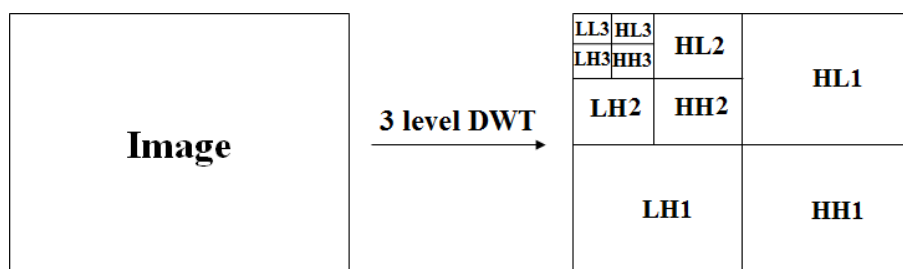 Image
3 level DWT
LL3 HL3
LH3 HH3
HL2
HL1
LH2
HH2
LH1
HH1